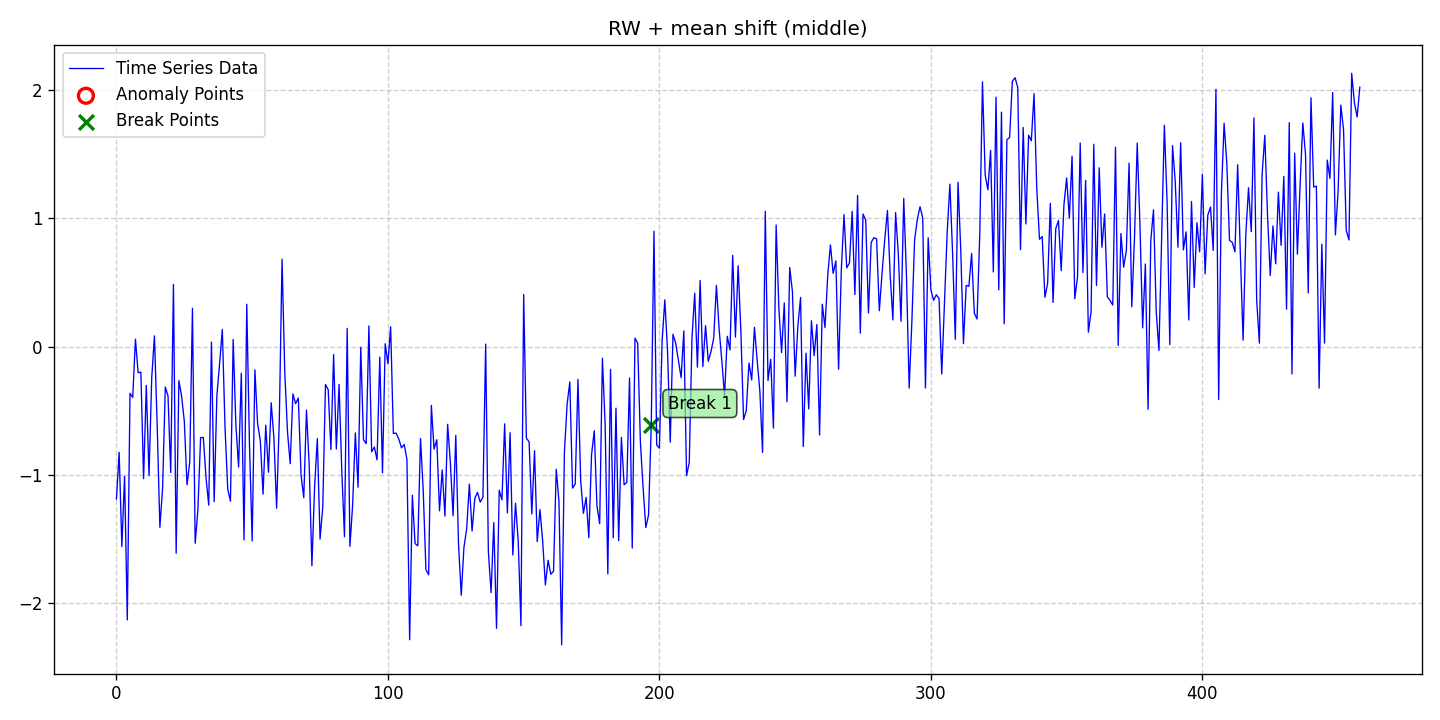 RW + mean shift (middle)
Time Series Data
Anomaly Points
Break Points
2
1
0
−1
−2
Break 1
0 100 200 300 400